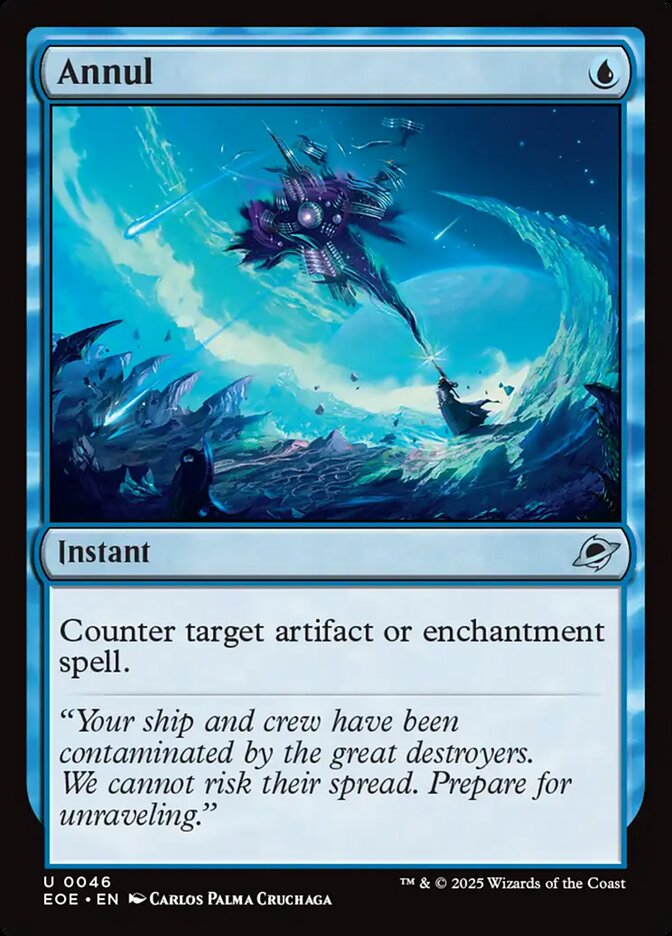 Annul
Instant
Counter target artifact or enchantment
spell.
“Your ship and crew have been
contaminated by the great destroyers.
We cannot risk their spread. Prepare for
unraveling.”
U 0046
EOE • EN Carlos Palma Cruchaga
™ & © 2025 Wizards of the Coast